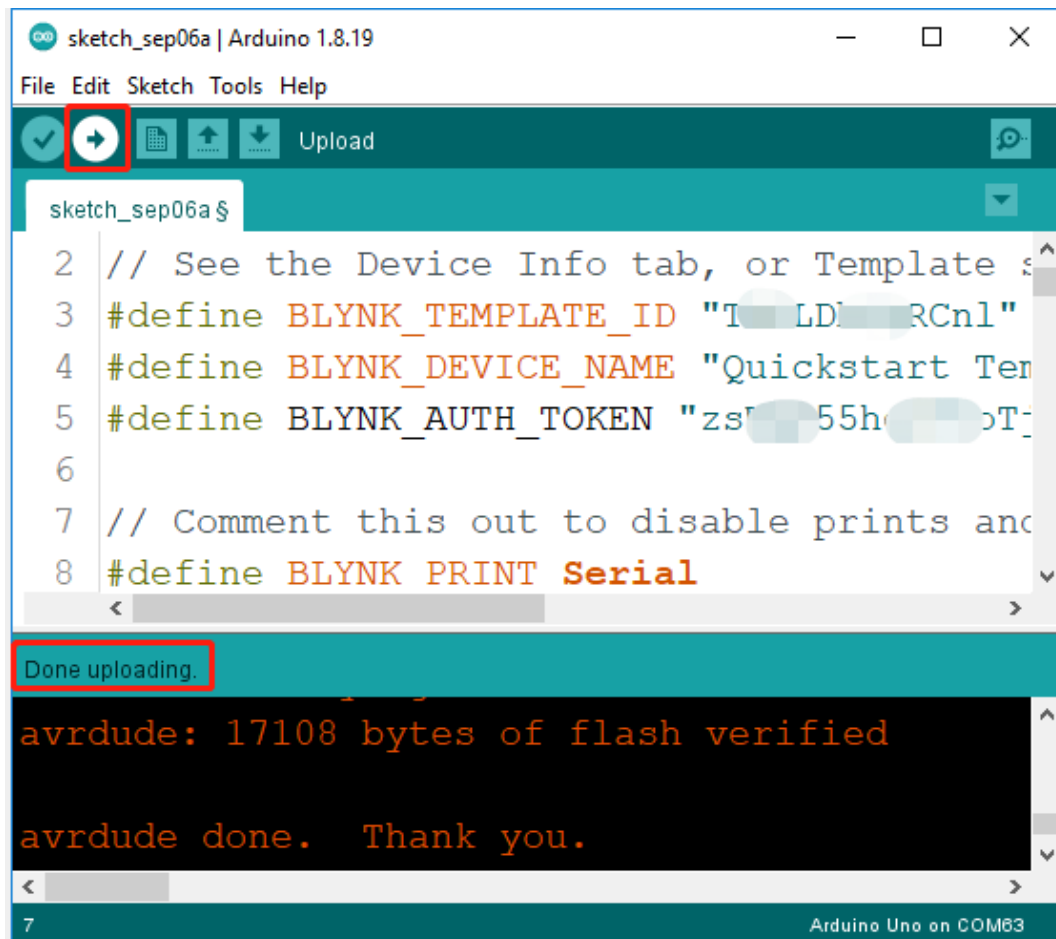 sketch_sep06a | Arduino 1.8.19
File Edit Sketch Tools Help
Upload
sketch_sep06a §
2 // See the Device Info tab, or Template
3 #define BLYNK_TEMPLATE_ID "T LD RCnl"
4 #define BLYNK_DEVICE_NAME "Quickstart
5 #define BLYNK_AUTH_TOKEN "zs 55h oTj
6
7 // Comment this out to disable prints
8 #define BLYNK_PRINT Serial
Done uploading.
avrdude: 17108 bytes of flash verified
avrdude done. Thank you.
7 Arduino Uno on COM63